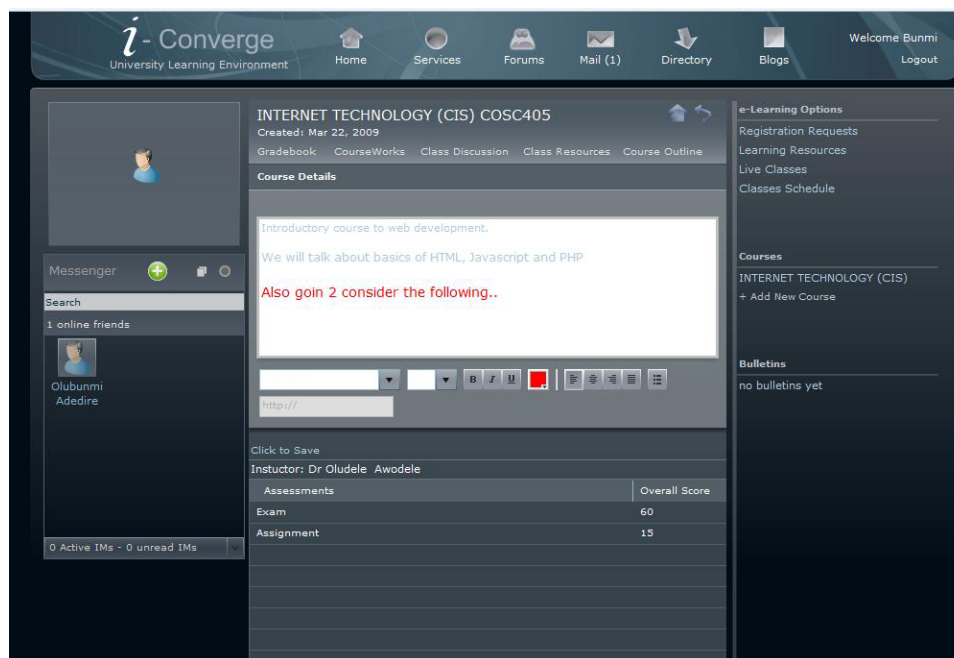 i - Converge
University Learning Environment
Home Services Forums Mail (1) Directory Blogs
Welcome Bunmi
Logout
Messenger
Search
1 online friends
Olubunmi
Adedire
0 Active IMs - 0 unread IMs
INTERNET TECHNOLOGY (CIS) COSC405
Created: Mar 22, 2009
Gradebook CourseWorks Class Discussion Class Resources Course Outline
Course Details
Introductory course to web development.
We will talk about basics of HTML, Javascript and PHP
Also goin 2 consider the following..
B I U
http://
Click to Save
Instuctor: Dr Oludele Awodele
Assessments Overall Score
Exam 60
Assignment 15
e-Learning Options
Registration Requests
Learning Resources
Live Classes
Classes Schedule
Courses
INTERNET TECHNOLOGY (CIS)
+ Add New Course
Bulletins
no bulletins yet